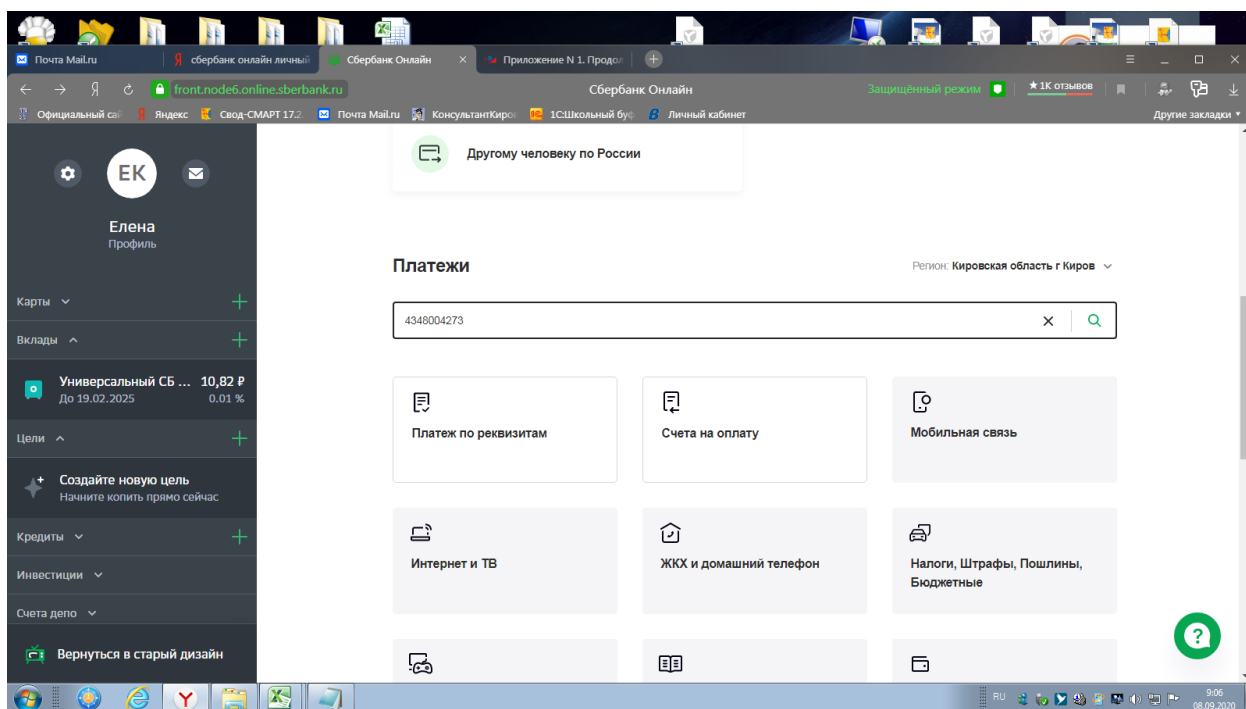 Почта Mail.ru
Я сбербанк онлайн личный
Сбербанк Онлайн ×
Приложение N 1. Продол
front.node6.online.sberbank.ru
Сбербанк Онлайн
Защищённый режим
★ 1К отзывов
Официальный сай
Яндекс
Свод-СМАРТ 17.2.
Почта Mail.ru
КонсультантКиров
1С:Школьный буф
Личный кабинет
Другие закладки
ЕК
Елена
Профиль
Карты
Вклады
Универсальный СБ ... 10,82 ₽
До 19.02.2025 0.01 %
Цели
Создайте новую цель
Начните копить прямо сейчас
Кредиты
Инвестиции
Счета депо
Вернуться в старый дизайн
Другому человеку по России
Платежи
Регион: Кировская область г Киров
4348004273
Платеж по реквизитам
Счета на оплату
Мобильная связь
Интернет и ТВ
ЖКХ и домашний телефон
Налоги, Штрафы, Пошлины,
Бюджетные
?
RU
9:06
08.09.2020